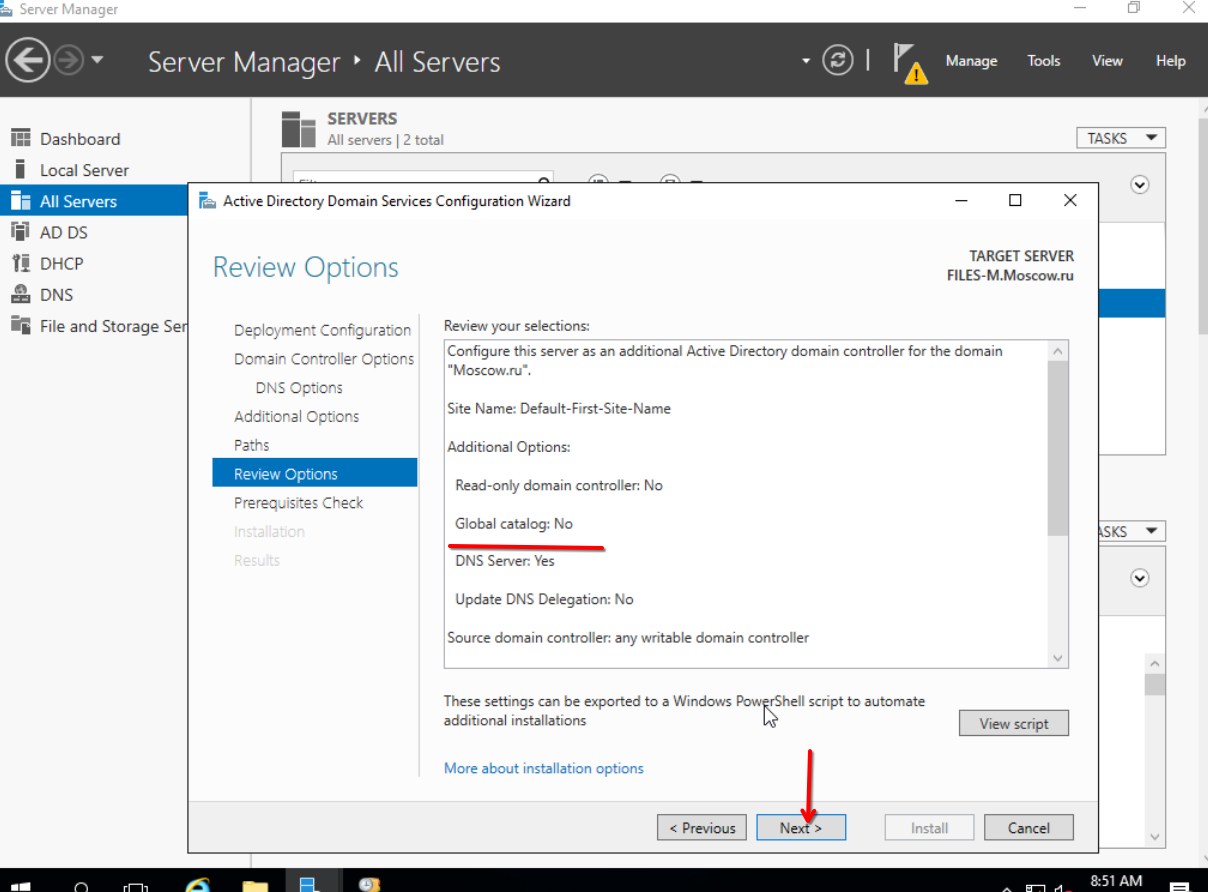 Server Manager
Server Manager ‣ All Servers
Manage
Tools
View
Help
Dashboard
Local Server
All Servers
AD DS
DHCP
DNS
File and Storage Ser
SERVERS
All servers | 2 total
TASKS
Active Directory Domain Services Configuration Wizard
Review Options
TARGET SERVER
FILES-M.Moscow.ru
Deployment Configuration
Domain Controller Options
DNS Options
Additional Options
Paths
Review Options
Prerequisites Check
Installation
Results
Review your selections:
Configure this server as an additional Active Directory domain controller for the domain
"Moscow.ru".
Site Name: Default-First-Site-Name
Additional Options:
Read-only domain controller: No
Global catalog: No
DNS Server: Yes
Update DNS Delegation: No
Source domain controller: any writable domain controller
These settings can be exported to a Windows PowerShell script to automate
additional installations
View script
More about installation options
< Previous
Next >
Install
Cancel
ASKS
8:51 AM